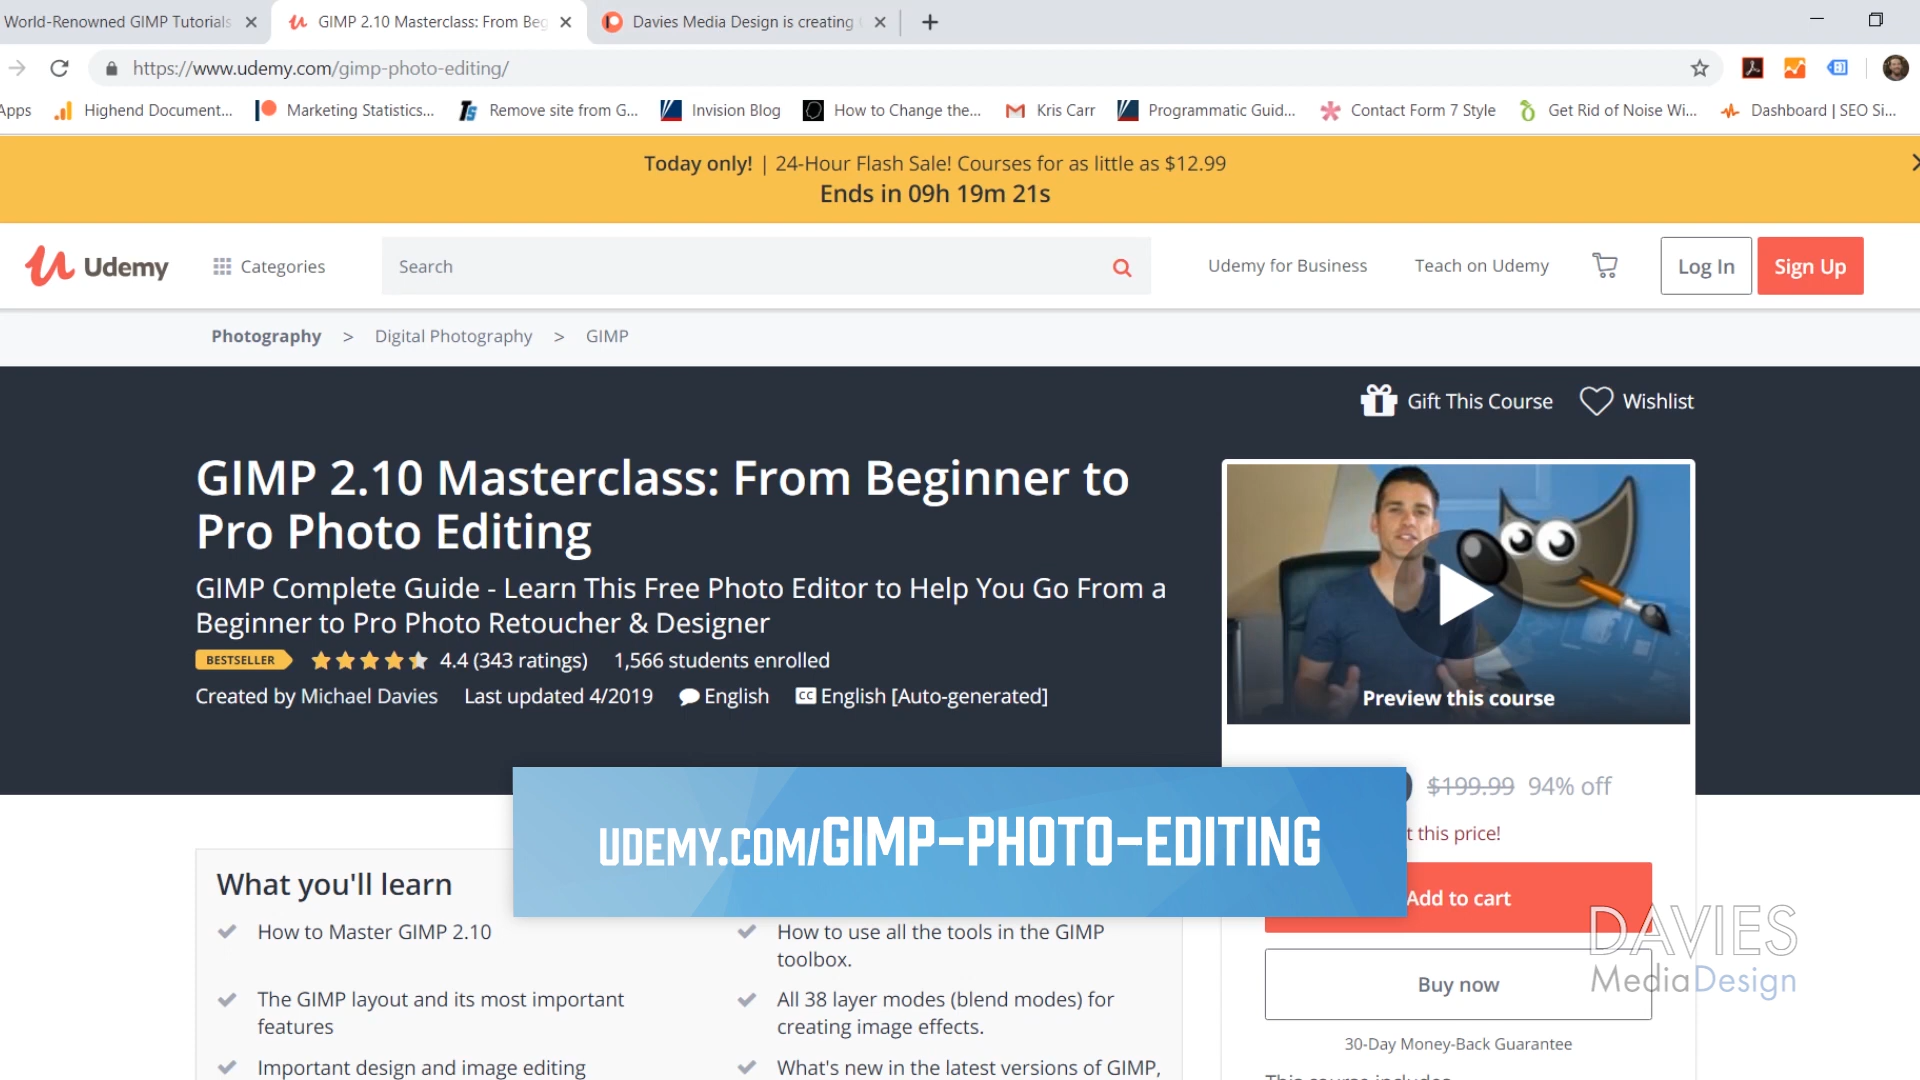 World-Renowned GIMP Tutorials
GIMP 2.10 Masterclass: From Beg
Davies Media Design is creating
https://www.udemy.com/gimp-photo-editing/
Apps
Highend Document...
Marketing Statistics...
Remove site from G...
Invision Blog
How to Change the...
Kris Carr
Programmatic Guid...
Contact Form 7 Style
Get Rid of Noise Wi...
Dashboard | SEO Si...
Today only! | 24-Hour Flash Sale! Courses for as little as $12.99
Ends in 09h 19m 21s
Udemy
Categories
Search
Udemy for Business
Teach on Udemy
Log In
Sign Up
Photography > Digital Photography > GIMP
Gift This Course
Wishlist
GIMP 2.10 Masterclass: From Beginner to
Pro Photo Editing
GIMP Complete Guide - Learn This Free Photo Editor to Help You Go From a
Beginner to Pro Photo Retoucher & Designer
BESTSELLER 4.4 (343 ratings) 1,566 students enrolled
Created by Michael Davies Last updated 4/2019 English CC English [Auto-generated]
Preview this course
$199.99 94% off
t this price!
UDEMY.COM/GIMP-PHOTO-EDITING
Add to cart
Buy now
30-Day Money-Back Guarantee
DAVIES
MediaDesign
What you'll learn
How to Master GIMP 2.10
The GIMP layout and its most important
features
Important design and image editing
How to use all the tools in the GIMP
toolbox.
All 38 layer modes (blend modes) for
creating image effects.
What's new in the latest versions of GIMP,